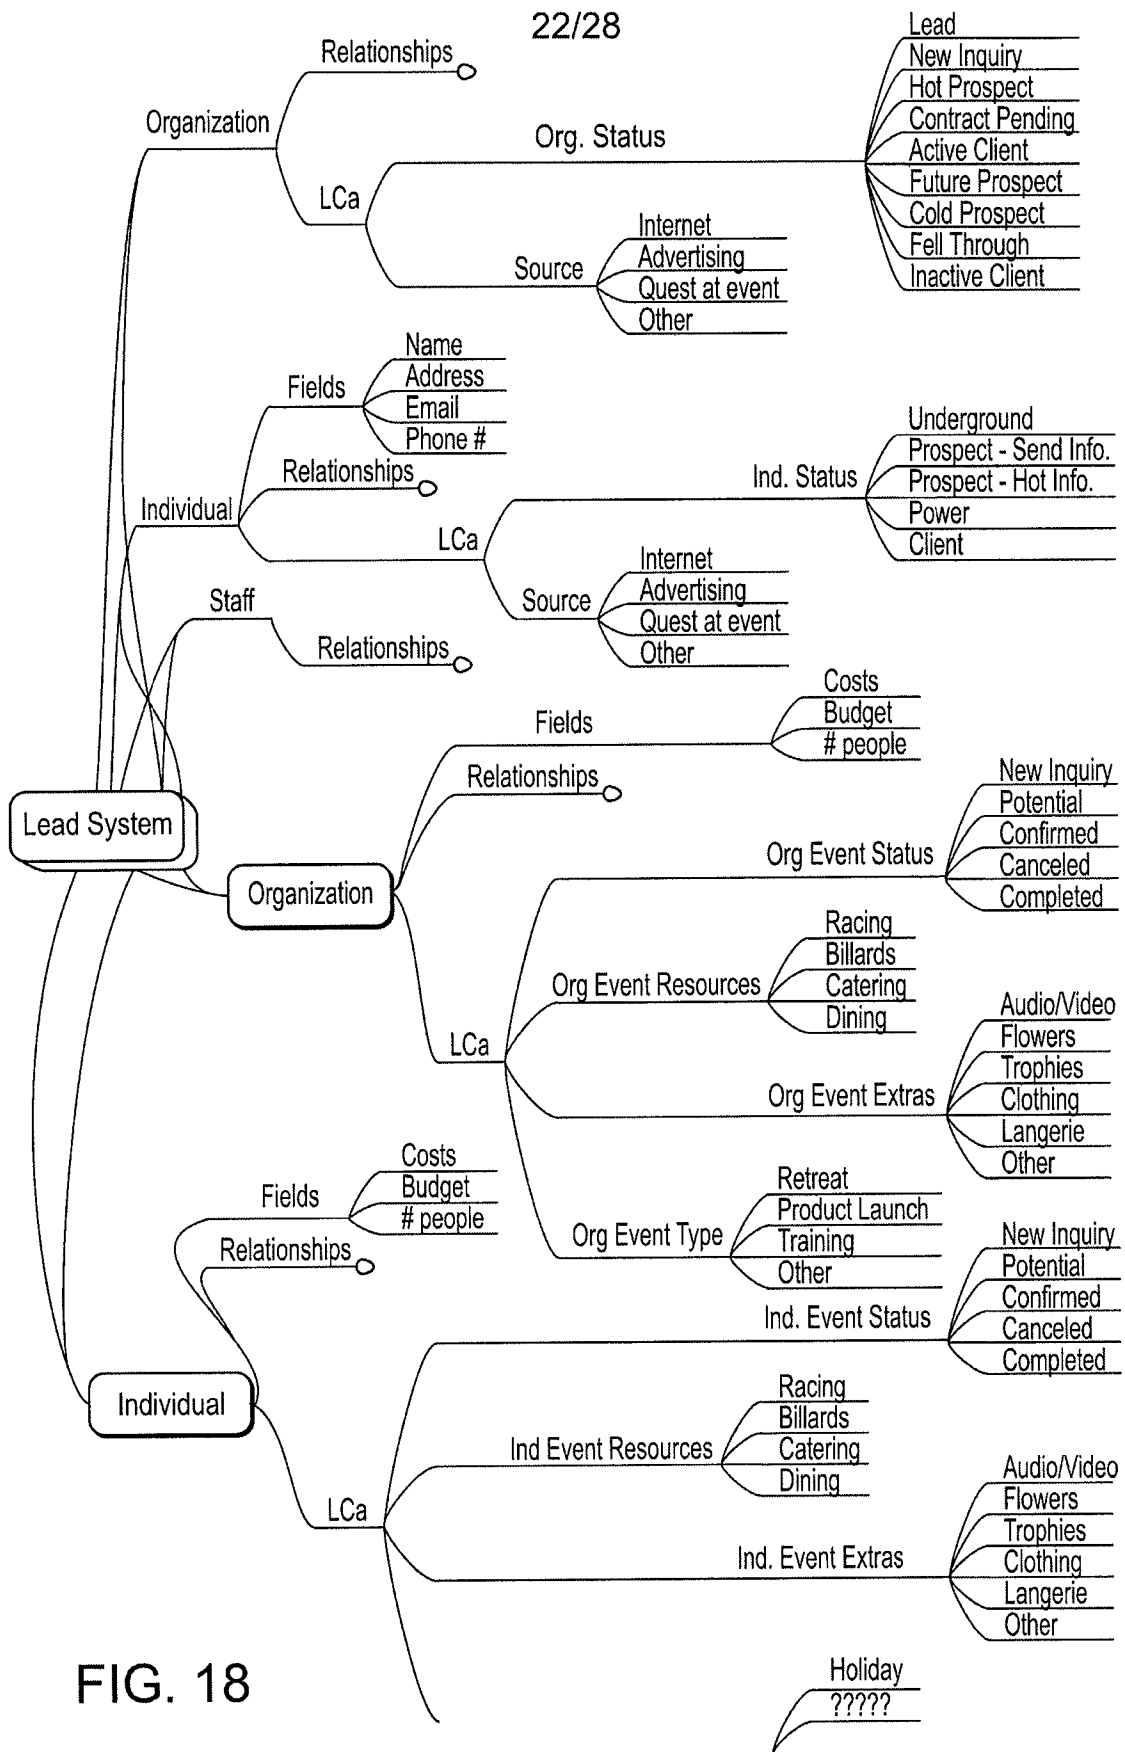 22/28
Relationships
Organization
LCa
Org. Status
Lead
New Inquiry
Hot Prospect
Contract Pending
Active Client
Future Prospect
Cold Prospect
Fell Through
Inactive Client
Source
Internet
Advertising
Quest at event
Other
Individual
Fields
Name
Address
Email
Phone #
Relationships
LCa
Ind. Status
Underground
Prospect - Send Info.
Prospect - Hot Info.
Power
Client
Source
Internet
Advertising
Quest at event
Other
Staff
Relationships
Lead System
Organization
Fields
Costs
Budget
# people
Relationships
LCa
Org Event Status
New Inquiry
Potential
Confirmed
Canceled
Completed
Org Event Resources
Racing
Billards
Catering
Dining
Org Event Extras
Audio/Video
Flowers
Trophies
Clothing
Langerie
Other
Org Event Type
Retreat
Product Launch
Training
Other
Individual
Fields
Costs
Budget
# people
Relationships
LCa
Ind. Event Status
New Inquiry
Potential
Confirmed
Canceled
Completed
Ind Event Resources
Racing
Billards
Catering
Dining
Ind. Event Extras
Audio/Video
Flowers
Trophies
Clothing
Langerie
Other
Holiday
?????
FIG. 18